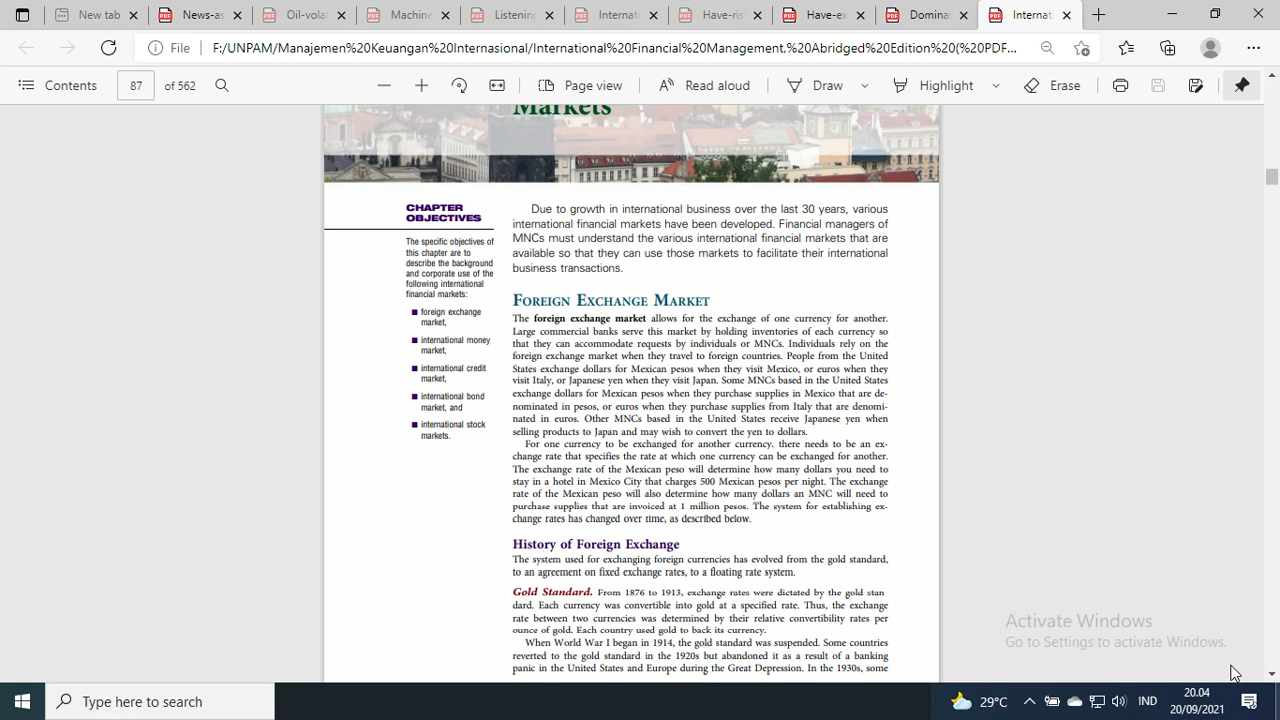 New tab
News-as
Oil-volat
Machine
Listening
Internati
Have-ris
Have-ex
Domina
Internati
File
F:/UNPAM/Manajemen%20Keuangan%20Internasional/International%20Financial%20Management,%20Abridged%20Edition%20(%20PDF...
Contents
87
of 562
Page view
Read aloud
Draw
Highlight
Erase
Markets
CHAPTER
OBJECTIVES
The specific objectives of
this chapter are to
describe the background
and corporate use of the
following international
financial markets:
■ foreign exchange
market,
■ international money
market,
■ international credit
market,
■ international bond
market, and
■ international stock
markets.
Due to growth in international business over the last 30 years, various
international financial markets have been developed. Financial managers of
MNCs must understand the various international financial markets that are
available so that they can use those markets to facilitate their international
business transactions.
FOREIGN EXCHANGE MARKET
The foreign exchange market allows for the exchange of one currency for another.
Large commercial banks serve this market by holding inventories of each currency so
that they can accommodate requests by individuals or MNCs. Individuals rely on the
foreign exchange market when they travel to foreign countries. People from the United
States exchange dollars for Mexican pesos when they visit Mexico, or euros when they
visit Italy, or Japanese yen when they visit Japan. Some MNCs based in the United States
exchange dollars for Mexican pesos when they purchase supplies in Mexico that are de-
nominated in pesos, or euros when they purchase supplies from Italy that are denomi-
nated in euros. Other MNCs based in the United States receive Japanese yen when
selling products to Japan and may wish to convert the yen to dollars.
For one currency to be exchanged for another currency, there needs to be an ex-
change rate that specifies the rate at which one currency can be exchanged for another.
The exchange rate of the Mexican peso will determine how many dollars you need to
stay in a hotel in Mexico City that charges 500 Mexican pesos per night. The exchange
rate of the Mexican peso will also determine how many dollars an MNC will need to
purchase supplies that are invoiced at 1 million pesos. The system for establishing ex-
change rates has changed over time, as described below.
History of Foreign Exchange
The system used for exchanging foreign currencies has evolved from the gold standard,
to an agreement on fixed exchange rates, to a floating rate system.
Gold Standard. From 1876 to 1913, exchange rates were dictated by the gold stan
dard. Each currency was convertible into gold at a specified rate. Thus, the exchange
rate between two currencies was determined by their relative convertibility rates per
ounce of gold. Each country used gold to back its currency.
When World War I began in 1914, the gold standard was suspended. Some countries
reverted to the gold standard in the 1920s but abandoned it as a result of a banking
panic in the United States and Europe during the Great Depression. In the 1930s, some
Activate Windows
Go to Settings to activate Windows.
Type here to search
29°C
IND
20.04
20/09/2021